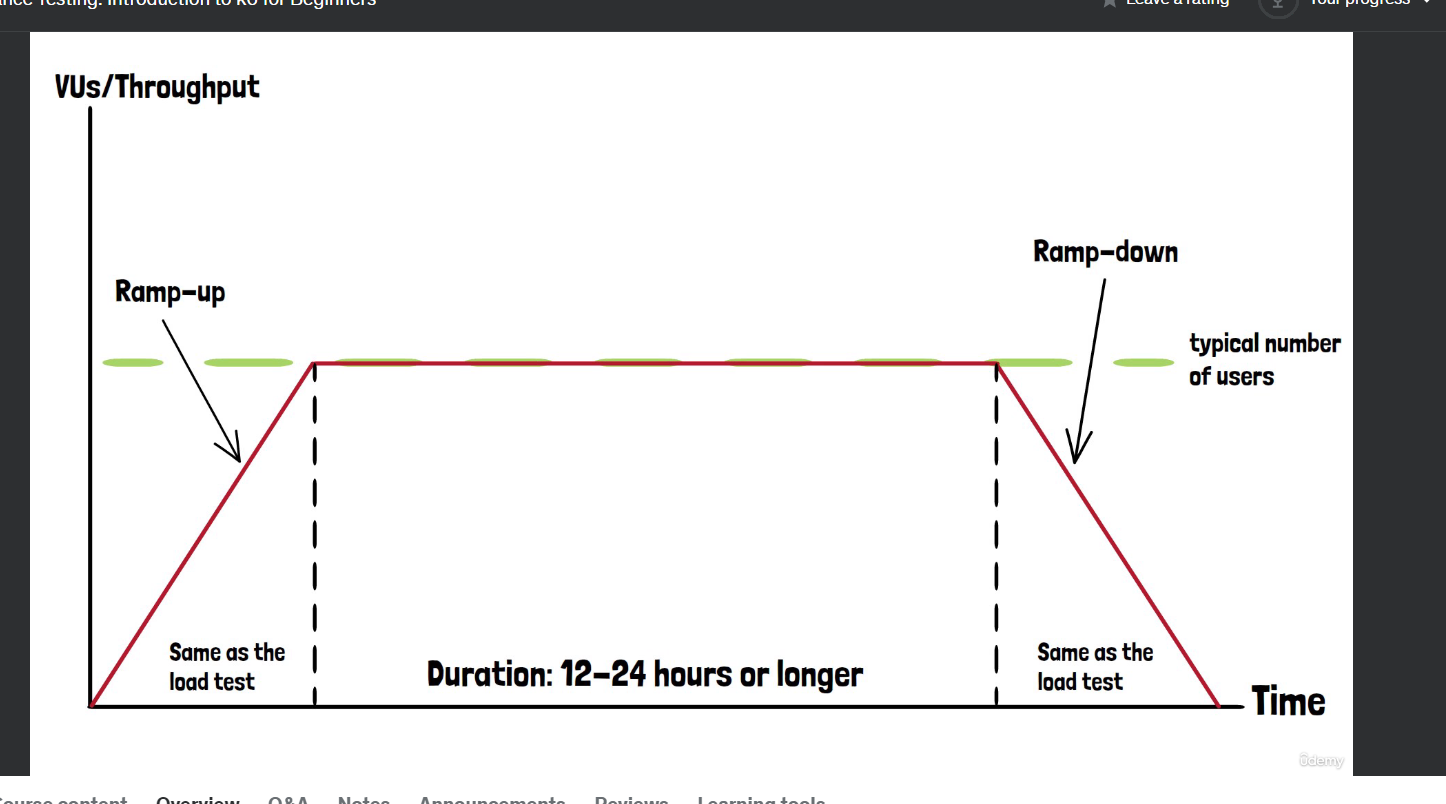 Testing: Introduction to k6 for Beginners
Leave a rating
Your progress
VUs/Throughput
Ramp-up
Ramp-down
typical number
of users
Same as the
load test
Duration: 12-24 hours or longer
Same as the
load test
Time
ûdemy
Course content
Overview
Q&A
Notes
Announcements
Reviews
Learning tools